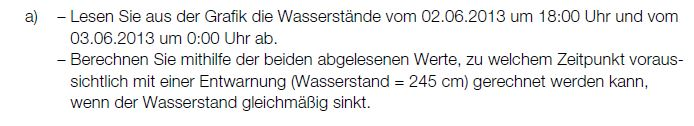 a) – Lesen Sie aus der Grafik die Wasserstände vom 02.06.2013 um 18:00 Uhr und vom
03.06.2013 um 0:00 Uhr ab.
– Berechnen Sie mithilfe der beiden abgelesenen Werte, zu welchem Zeitpunkt voraus-
sichtlich mit einer Entwarnung (Wasserstand = 245 cm) gerechnet werden kann,
wenn der Wasserstand gleichmäßig sinkt.